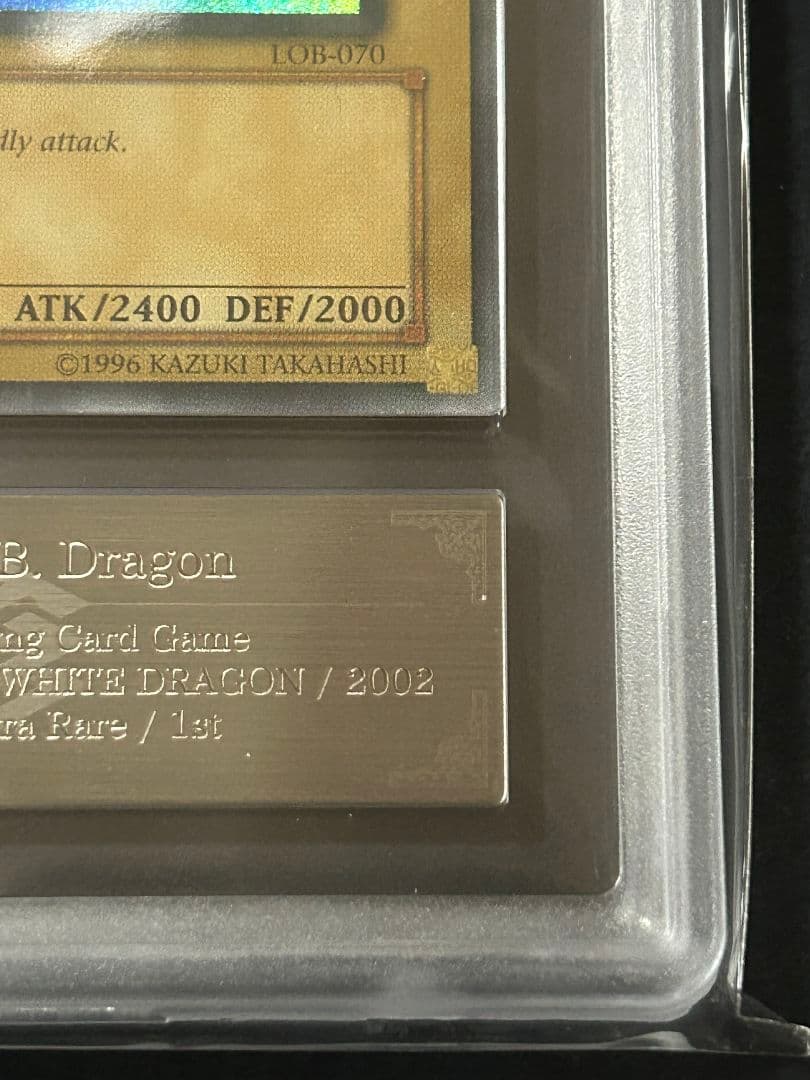 LOB-070
dly attack.
ATK/2400 DEF/2000
©1996 KAZUKI TAKAHASHI
B. Dragon
ng Card Game
WHITE DRAGON / 2002
ra Rare / 1st